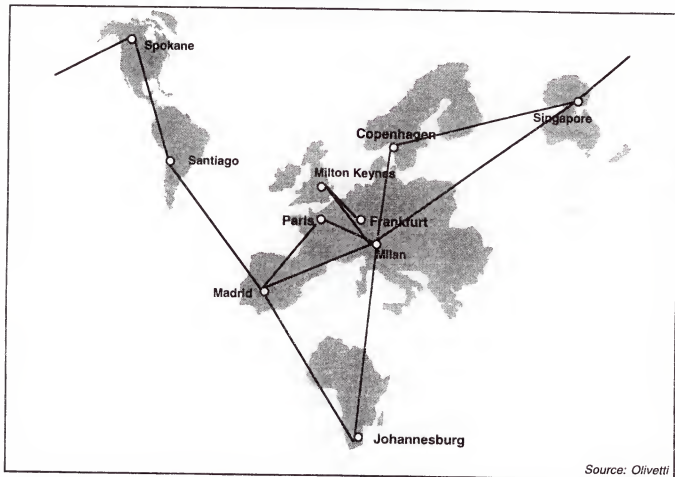 Spokane
Singapore
Copenhagen
Santiago
Milton Keynes
Paris
Frankfurt
Milan
Madrid
Johannesburg
Source: Olivetti